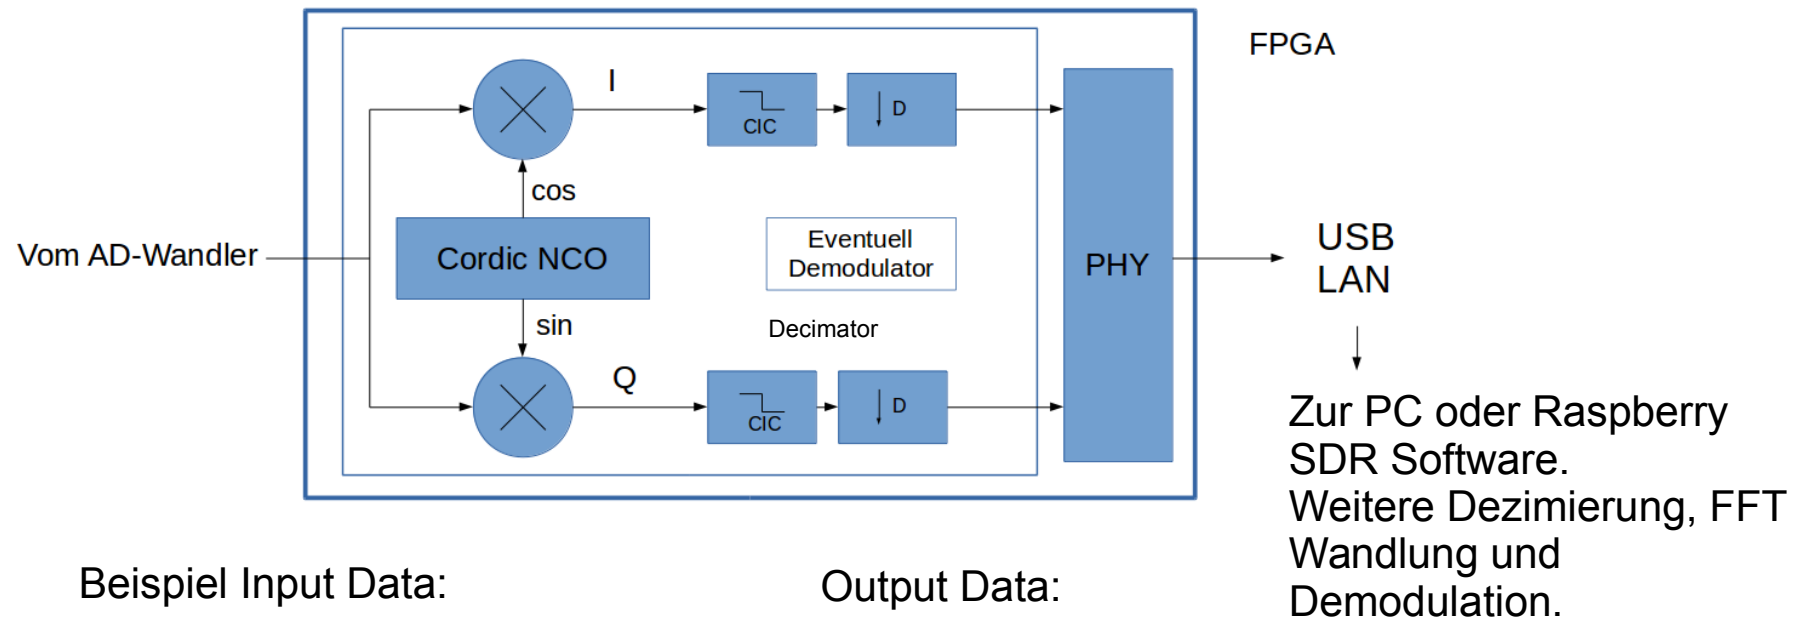 FPGA
I
CIC
D
cos
Vom AD-Wandler
Cordic NCO
Eventuell
Demodulator
PHY
USB
LAN
sin
Decimator
Q
CIC
D
Zur PC oder Raspberry
SDR Software.
Weitere Dezimierung, FFT
Wandlung und
Demodulation.
Beispiel Input Data:
Output Data: